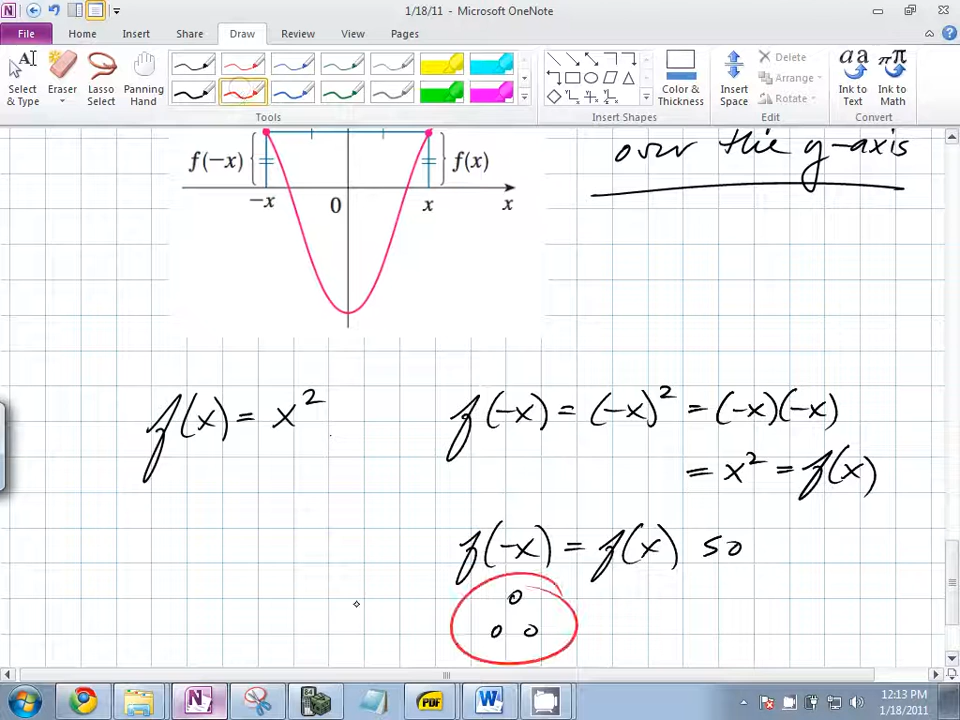 1/18/11 - Microsoft OneNote
File Home Insert Share Draw Review View Pages
Select & Type
Eraser
Lasso Select
Panning Hand
Color & Thickness
Insert Space
Delete
Arrange
Rotate
Ink to Text
Ink to Math
Tools
Insert Shapes
Edit
Convert
over the y-axis
f(−x) { } f(x)
−x 0 x x
f(x) = x²
f(-x) = (-x)² = (-x)(-x)
= x² = f(x)
f(-x) = f(x) so
∴
12:13 PM
1/18/2011